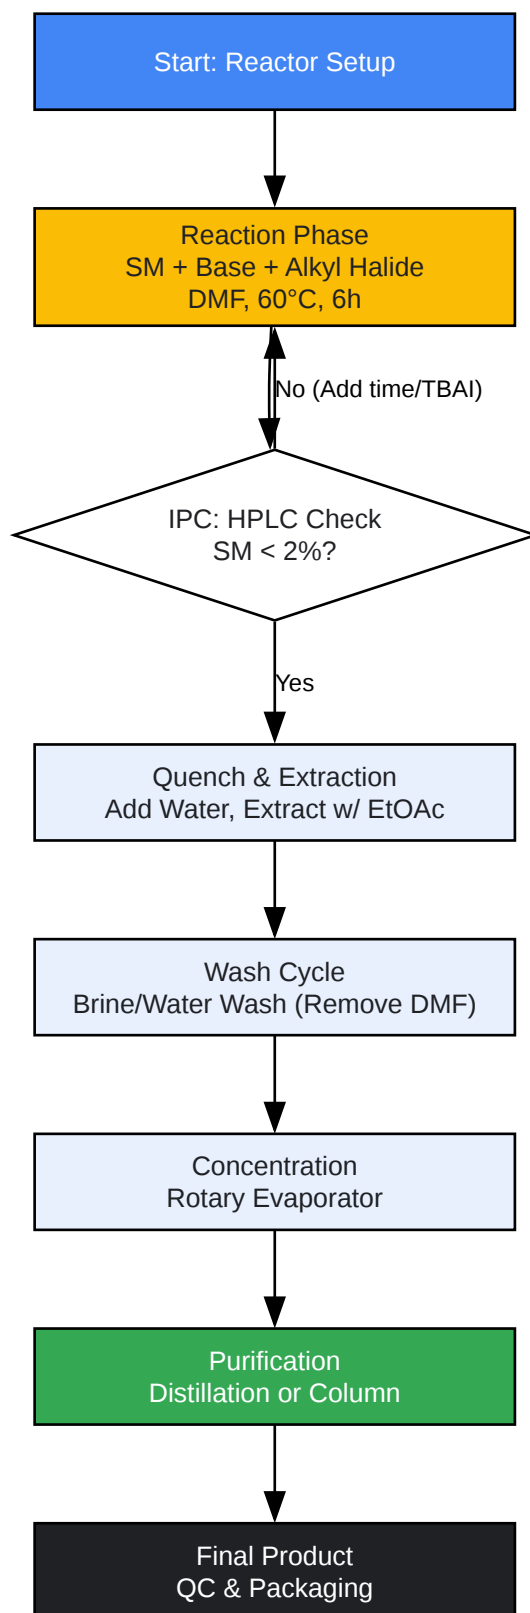 Start: Reactor Setup
Reaction Phase
SM + Base + Alkyl Halide
DMF, 60°C, 6h
No (Add time/TBAI)
IPC: HPLC Check
SM < 2%?
Yes
Quench & Extraction
Add Water, Extract w/ EtOAc
Wash Cycle
Brine/Water Wash (Remove DMF)
Concentration
Rotary Evaporator
Purification
Distillation or Column
Final Product
QC & Packaging